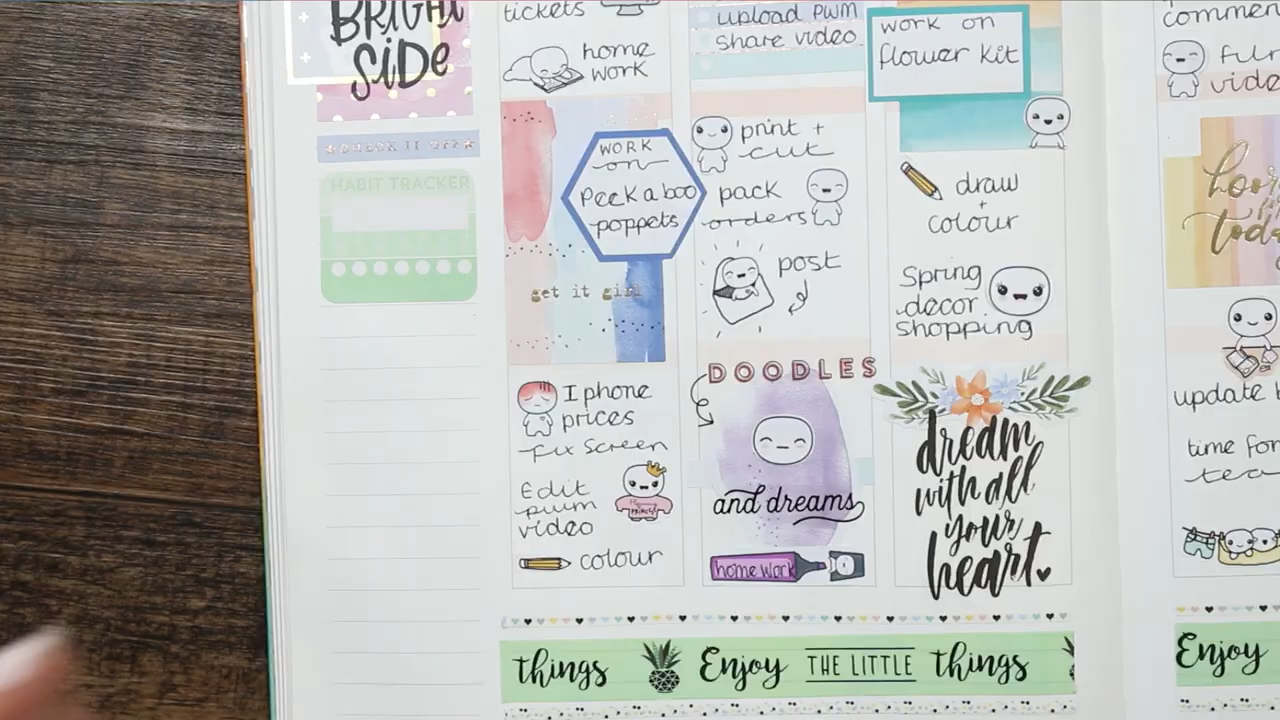 BRIGHT
SIDE
HABIT TRACKER
tickets
home
work
WORK
on
Peek a boo
poppets
get it girl
I phone
prices
fix screen
Edit
pwm
video
colour
upload PWM
share video
print +
cut
pack
orders
post
DOODLES
and dreams
home work
work on
flower kit
draw
+
colour
Spring
decor
shopping
dream
with all
your
heart
things Enjoy THE LITTLE things
today
update
time for
tea
Enjoy